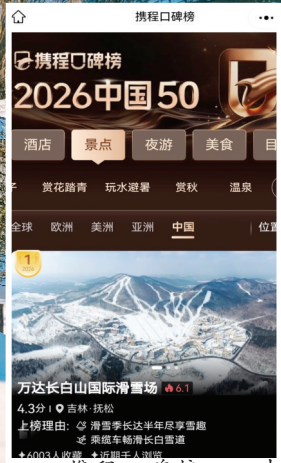 携程口碑榜
携程口碑榜
2026中国50
酒店 景点 夜游 美食 目
赏花踏青 玩水避暑 赏秋 温泉
全球 欧洲 美洲 亚洲 中国 位置
1
2026
万达长白山国际滑雪场 6.1
4.3分 吉林·抚松
上榜理由： 滑雪季长达半年尽享雪趣
乘缆车畅滑长白雪道
6003人收藏 近期千人浏览